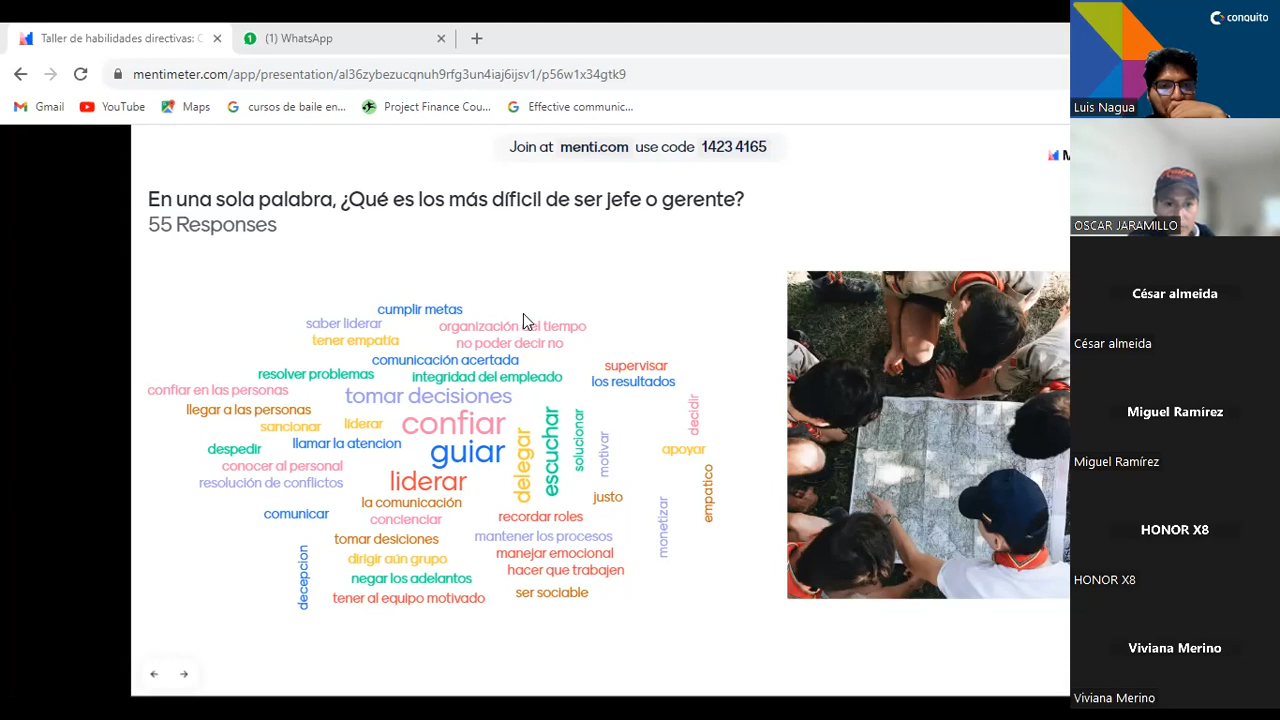 Taller de habilidades directivas: C
(1) WhatsApp
mentimeter.com/app/presentation/al36zybezucqnuh9rfg3un4iaj6ijsv1/p56w1x34gtk9
Gmail
YouTube
Maps
cursos de baile en...
Project Finance Cou...
Effective communic...
conquito
Luis Nagua
Join at menti.com use code 1423 4165
M
En una sola palabra, ¿Qué es los más díficil de ser jefe o gerente?
55 Responses
OSCAR JARAMILLO
César almeida
César almeida
Miguel Ramírez
Miguel Ramírez
HONOR X8
HONOR X8
Viviana Merino
Viviana Merino
cumplir metas
saber liderar
organización del tiempo
tener empatía
no poder decir no
comunicación acertada
supervisar
resolver problemas
integridad del empleado
los resultados
confiar en las personas
tomar decisiones
llegar a las personas
confiar
decidir
sancionar
liderar
escuchar
solucionar
delegar
motivar
despedir
llamar la atencion
guiar
apoyar
conocer al personal
resolución de conflictos
liderar
empatico
justo
la comunicación
monetizar
comunicar
concienciar
recordar roles
tomar desiciones
mantener los procesos
decepcion
dirigir aún grupo
manejar emocional
negar los adelantos
hacer que trabajen
tener al equipo motivado
ser sociable